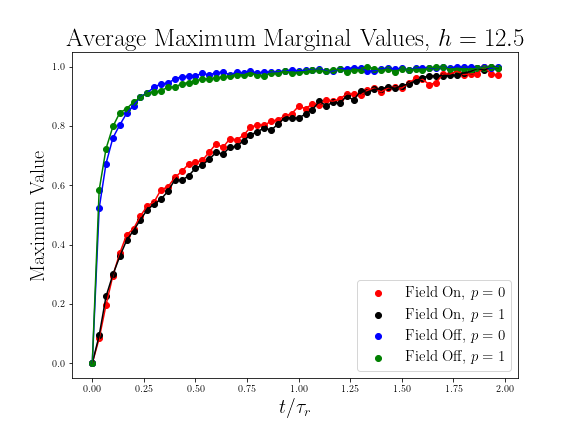 Average Maximum Marginal Values, h = 12.5
Maximum Value
1.0
0.8
0.6
0.4
0.2
0.0
0.00 0.25 0.50 0.75 1.00 1.25 1.50 1.75 2.00
t/τr
Field On, p = 0
Field On, p = 1
Field Off, p = 0
Field Off, p = 1